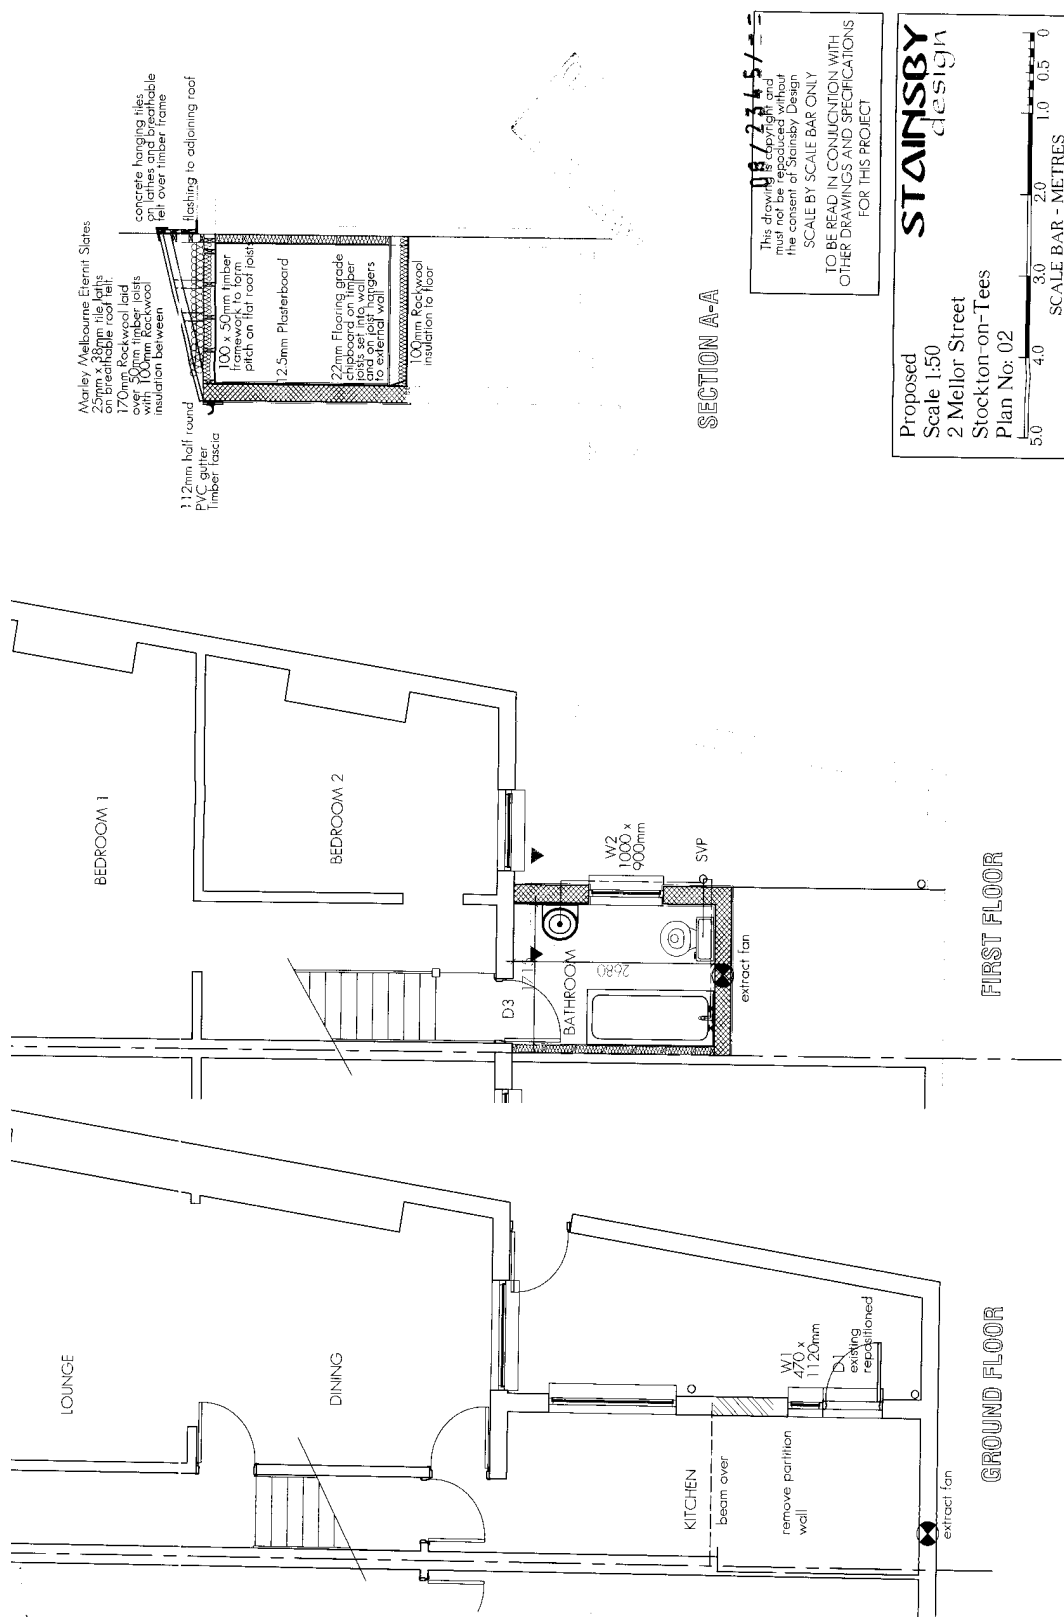 Marley Melbourne Eternit Slates
25mm x 38mm tile laths
on breathable roof felt.
170mm Rockwool laid
over 50mm timber joists
with 100mm Rockwool
insulation between
concrete hanging tiles
on lathes and breathable
felt over timber frame
flashing to adjoining roof
112mm half round
PVC gutter
Timber fascia
100 x 50mm timber
framework to form
pitch on flat roof joists
12.5mm Plasterboard
22mm Flooring grade
chipboard on timber
joists set into wall
and on joist hangers
to external wall
100mm Rockwool
insulation to floor
SECTION A-A
This drawing is copyright and
must not be repoduced without
the consent of Stainsby Design
SCALE BY SCALE BAR ONLY
TO BE READ IN CONJUCNTION WITH
OTHER DRAWINGS AND SPECIFICATIONS
FOR THIS PROJECT
STAINSBY
design
Proposed
Scale 1:50
2 Mellor Street
Stockton-on-Tees
Plan No: 02
5.0 4.0 3.0 2.0 1.0 0.5 0
SCALE BAR - METRES
BEDROOM 1
BEDROOM 2
W2
1000 x
900mm
SVP
D3
BATHROOM
2680
extract fan
FIRST FLOOR
LOUNGE
DINING
KITCHEN
beam over
remove partition
wall
W1
470 x
1120mm
D1
existing
repositioned
extract fan
GROUND FLOOR